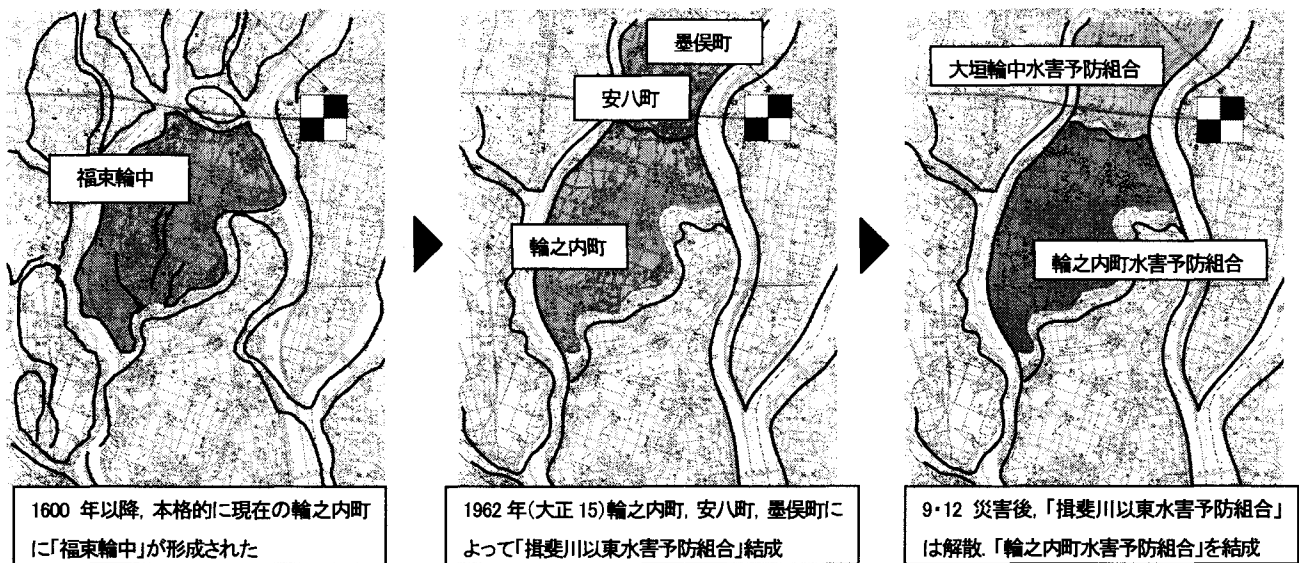 福束輪中
1600 年以降, 本格的に現在の輪之内町
に「福束輪中」が形成された
墨俣町
安八町
輪之内町
1962 年(大正 15)輪之内町, 安八町, 墨俣町に
よって「揖斐川以東水害予防組合」結成
大垣輪中水害予防組合
輪之内町水害予防組合
9・12 災害後, 「揖斐川以東水害予防組合」
は解散. 「輪之内町水害予防組合」を結成